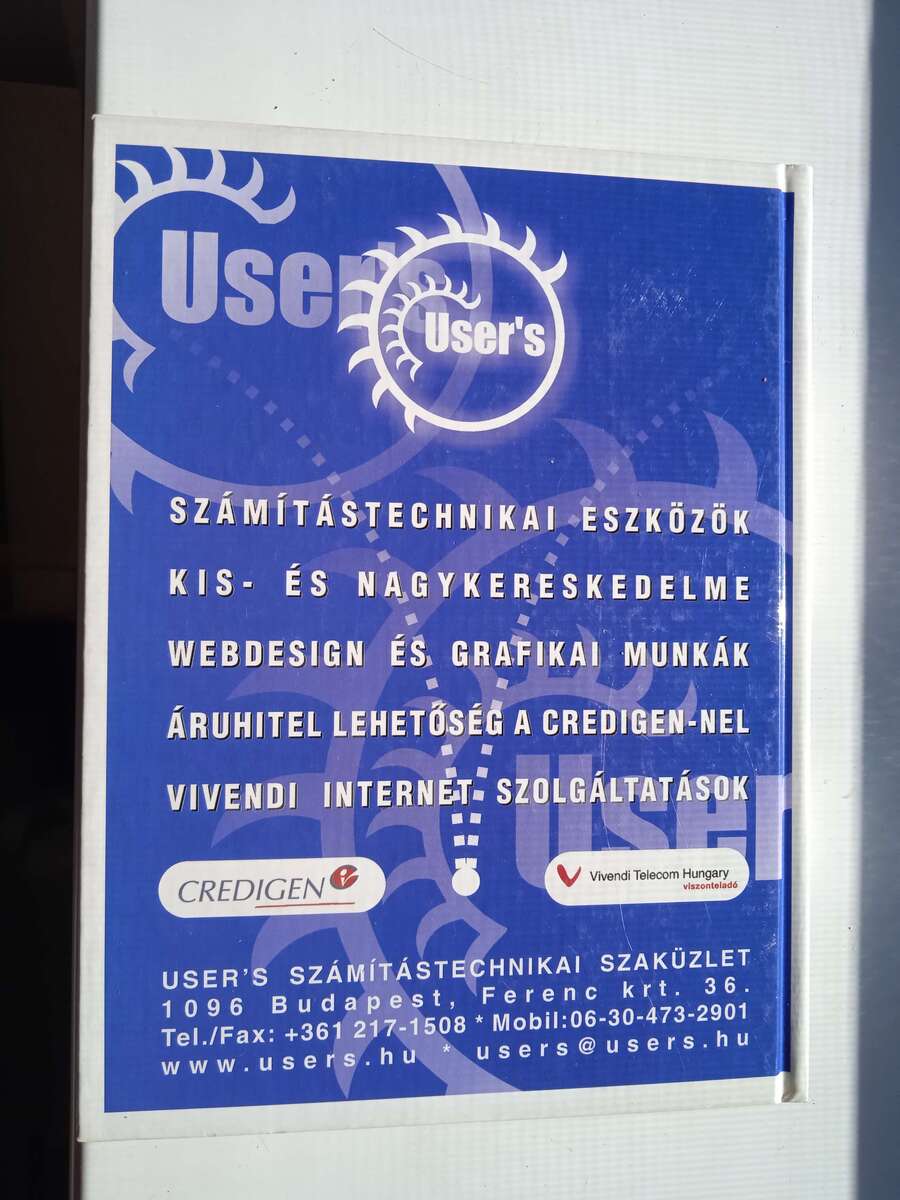 User's
User's
SZÁMÍTÁSTECHNIKAI ESZKÖZÖK
KIS- ÉS NAGYKERESKEDELME
WEBDESIGN ÉS GRAFIKAI MUNKÁK
ÁRUHITEL LEHETŐSÉG A CREDIGEN-NEL
VIVENDI INTERNET SZOLGÁLTATÁSOK
User
CREDIGEN
Vivendi Telecom Hungary
viszonteladó
USER'S SZÁMÍTÁSTECHNIKAI SZAKÜZLET
1096 Budapest, Ferenc krt. 36.
Tel./Fax: +361 217-1508 * Mobil:06-30-473-2901
www.users.hu * users@users.hu